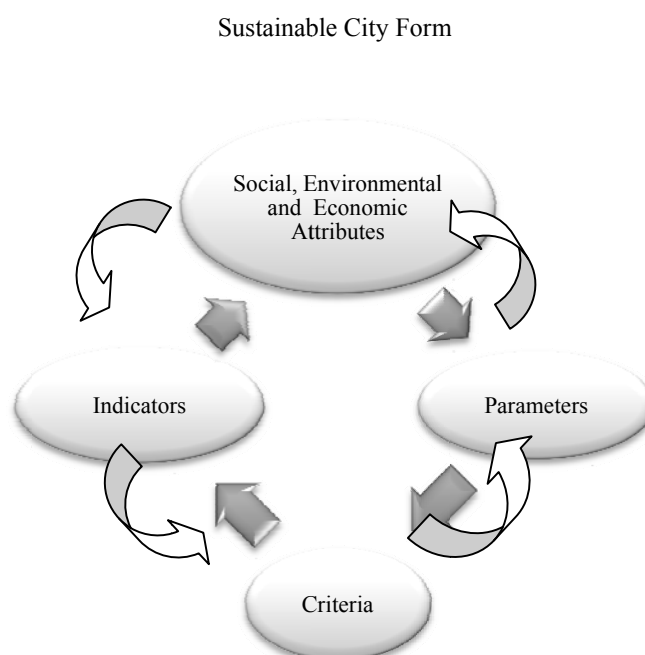 Sustainable City Form
Social, Environmental
and Economic
Attributes
Indicators
Parameters
Criteria